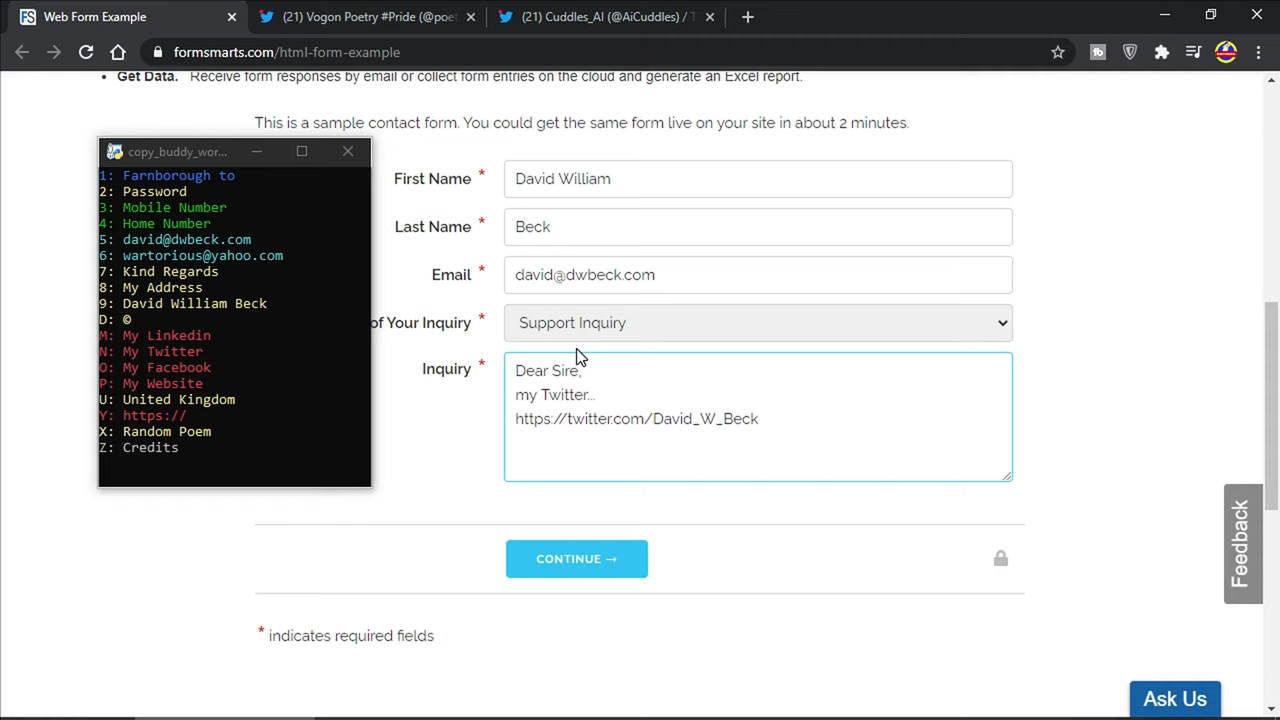 Web Form Example
(21) Vogon Poetry #Pride (@poet
(21) Cuddles_AI (@AiCuddles) / T
formsmarts.com/html-form-example
• Get Data. Receive form responses by email or collect form entries on the cloud and generate an Excel report.
This is a sample contact form. You could get the same form live on your site in about 2 minutes.
copy_buddy_wor...
1: Farnborough to
2: Password
3: Mobile Number
4: Home Number
5: david@dwbeck.com
6: wartorious@yahoo.com
7: Kind Regards
8: My Address
9: David William Beck
D: ©
M: My Linkedin
N: My Twitter
O: My Facebook
P: My Website
U: United Kingdom
Y: https://
X: Random Poem
Z: Credits
First Name * David William
Last Name * Beck
Email * david@dwbeck.com
of Your Inquiry * Support Inquiry
Inquiry * Dear Sire,
my Twitter...
https://twitter.com/David_W_Beck
CONTINUE →
* indicates required fields
Feedback
Ask Us